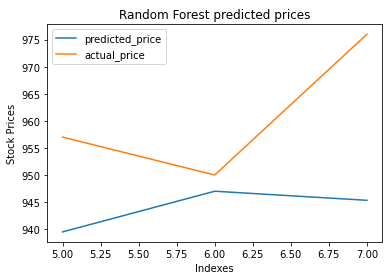 Random Forest predicted prices
predicted_price
actual_price
975
970
965
960
955
950
945
940
Stock Prices
5.00 5.25 5.50 5.75 6.00 6.25 6.50 6.75 7.00
Indexes